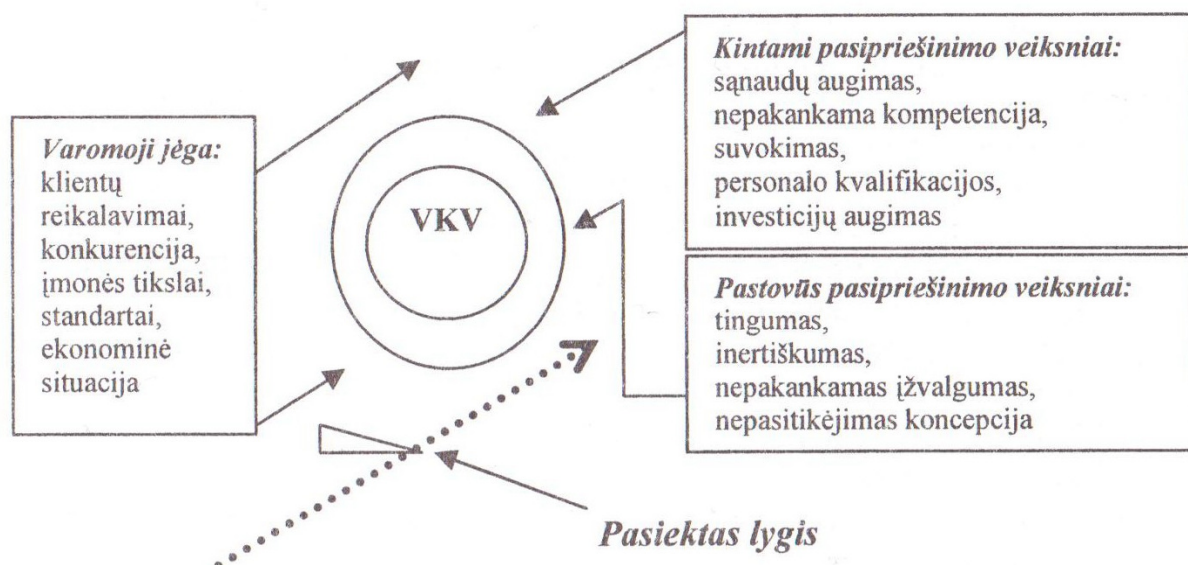 Varomoji jėga:
klientų
reikalavimai,
konkurencija,
įmonės tikslai,
standartai,
ekonominė
situacija
VKV
Kintami pasipriešinimo veiksniai:
sąnaudų augimas,
nepakankama kompetencija,
suvokimas,
personalo kvalifikacijos,
investicijų augimas
Pastovūs pasipriešinimo veiksniai:
tingumas,
inertiškumas,
nepakankamas įžvalgumas,
nepasitikėjimas koncepcija
Pasiektas lygis